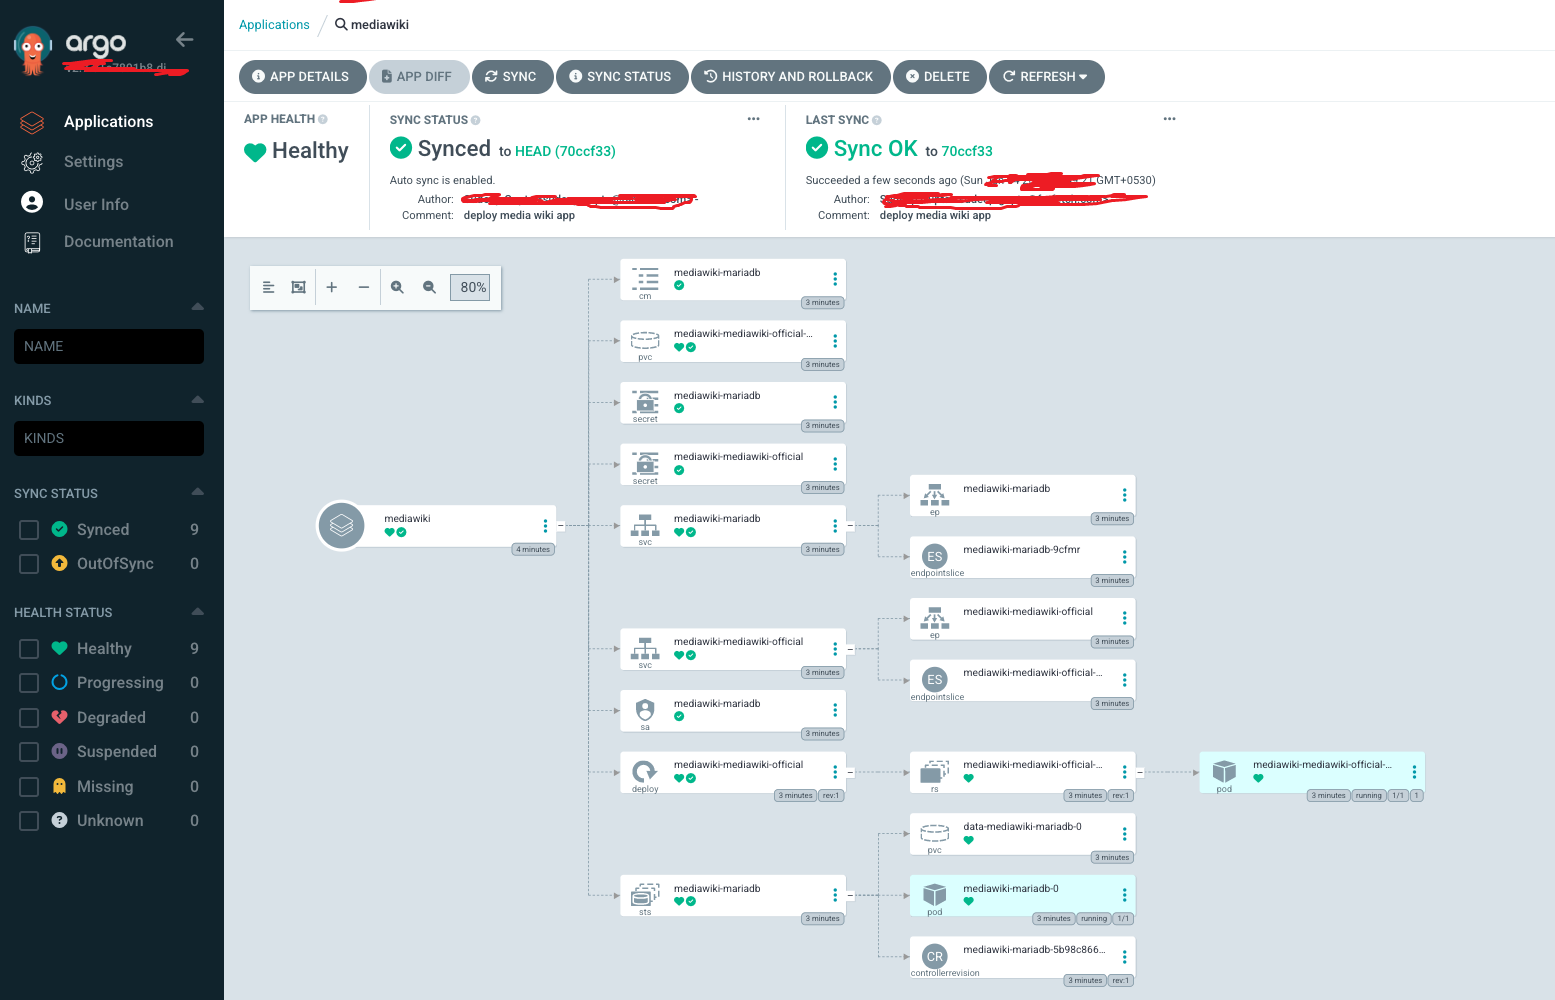 argo
Applications
Settings
User Info
Documentation
NAME
NAME
KINDS
KINDS
SYNC STATUS
Synced 9
OutOfSync 0
HEALTH STATUS
Healthy 9
Progressing 0
Degraded 0
Suspended 0
Missing 0
Unknown 0
Applications / mediawiki
APP DETAILS APP DIFF SYNC SYNC STATUS HISTORY AND ROLLBACK DELETE REFRESH
APP HEALTH
Healthy
SYNC STATUS
Synced to HEAD (70ccf33)
Auto sync is enabled.
Author:
Comment: deploy media wiki app
LAST SYNC
Sync OK to 70ccf33
Succeeded a few seconds ago (Sun GMT+0530)
Author:
Comment: deploy media wiki app
80%
mediawiki
4 minutes
mediawiki-mariadb
cm
3 minutes
mediawiki-mediawiki-official-...
pvc
3 minutes
mediawiki-mariadb
secret
3 minutes
mediawiki-mediawiki-official
secret
3 minutes
mediawiki-mariadb
svc
3 minutes
mediawiki-mediawiki-official
svc
3 minutes
mediawiki-mariadb
sa
3 minutes
mediawiki-mediawiki-official
deploy
3 minutes rev:1
mediawiki-mariadb
sts
3 minutes
mediawiki-mariadb
ep
3 minutes
ES
mediawiki-mariadb-9cfmr
endpointslice
3 minutes
mediawiki-mediawiki-official
ep
3 minutes
ES
mediawiki-mediawiki-official-...
endpointslice
3 minutes
mediawiki-mediawiki-official-...
rs
3 minutes rev:1
data-mediawiki-mariadb-0
pvc
3 minutes
mediawiki-mariadb-0
pod
3 minutes running 1/1
CR
mediawiki-mariadb-5b98c866...
controllerrevision
3 minutes rev:1
mediawiki-mediawiki-official-...
pod
3 minutes running 1/1 1